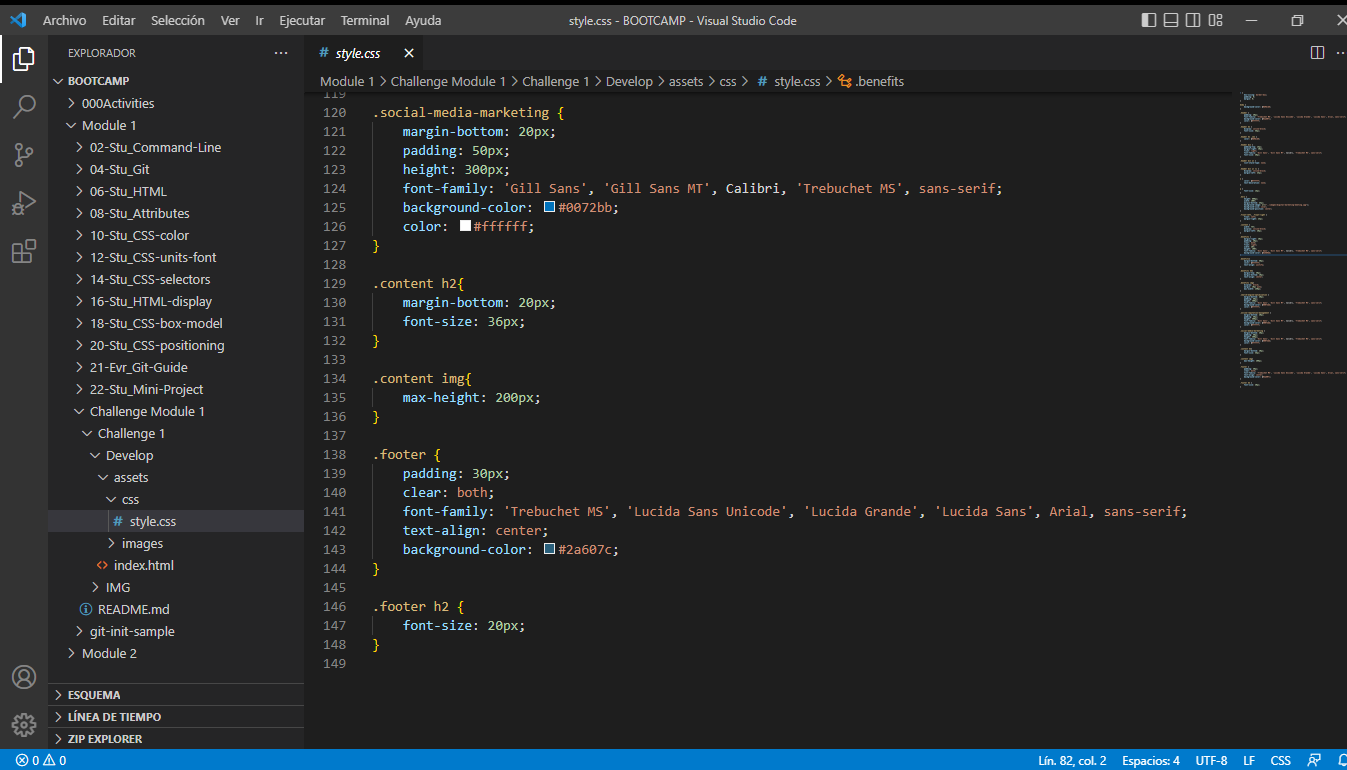 Archivo Editar Selección Ver Ir Ejecutar Terminal Ayuda
style.css - BOOTCAMP - Visual Studio Code
EXPLORADOR
BOOTCAMP
000Activities
Module 1
02-Stu_Command-Line
04-Stu_Git
06-Stu_HTML
08-Stu_Attributes
10-Stu_CSS-color
12-Stu_CSS-units-font
14-Stu_CSS-selectors
16-Stu_HTML-display
18-Stu_CSS-box-model
20-Stu_CSS-positioning
21-Evr_Git-Guide
22-Stu_Mini-Project
Challenge Module 1
Challenge 1
Develop
assets
css
# style.css
images
<> index.html
IMG
README.md
git-init-sample
Module 2
ESQUEMA
LÍNEA DE TIEMPO
ZIP EXPLORER
# style.css
Module 1 > Challenge Module 1 > Challenge 1 > Develop > assets > css > # style.css > .benefits
119
120 .social-media-marketing {
121 margin-bottom: 20px;
122 padding: 50px;
123 height: 300px;
124 font-family: 'Gill Sans', 'Gill Sans MT', Calibri, 'Trebuchet MS', sans-serif;
125 background-color: #0072bb;
126 color: #ffffff;
127 }
128
129 .content h2{
130 margin-bottom: 20px;
131 font-size: 36px;
132 }
133
134 .content img{
135 max-height: 200px;
136 }
137
138 .footer {
139 padding: 30px;
140 clear: both;
141 font-family: 'Trebuchet MS', 'Lucida Sans Unicode', 'Lucida Grande', 'Lucida Sans', Arial, sans-serif;
142 text-align: center;
143 background-color: #2a607c;
144 }
145
146 .footer h2 {
147 font-size: 20px;
148 }
149
0 0
Lín. 82, col. 2 Espacios: 4 UTF-8 LF CSS